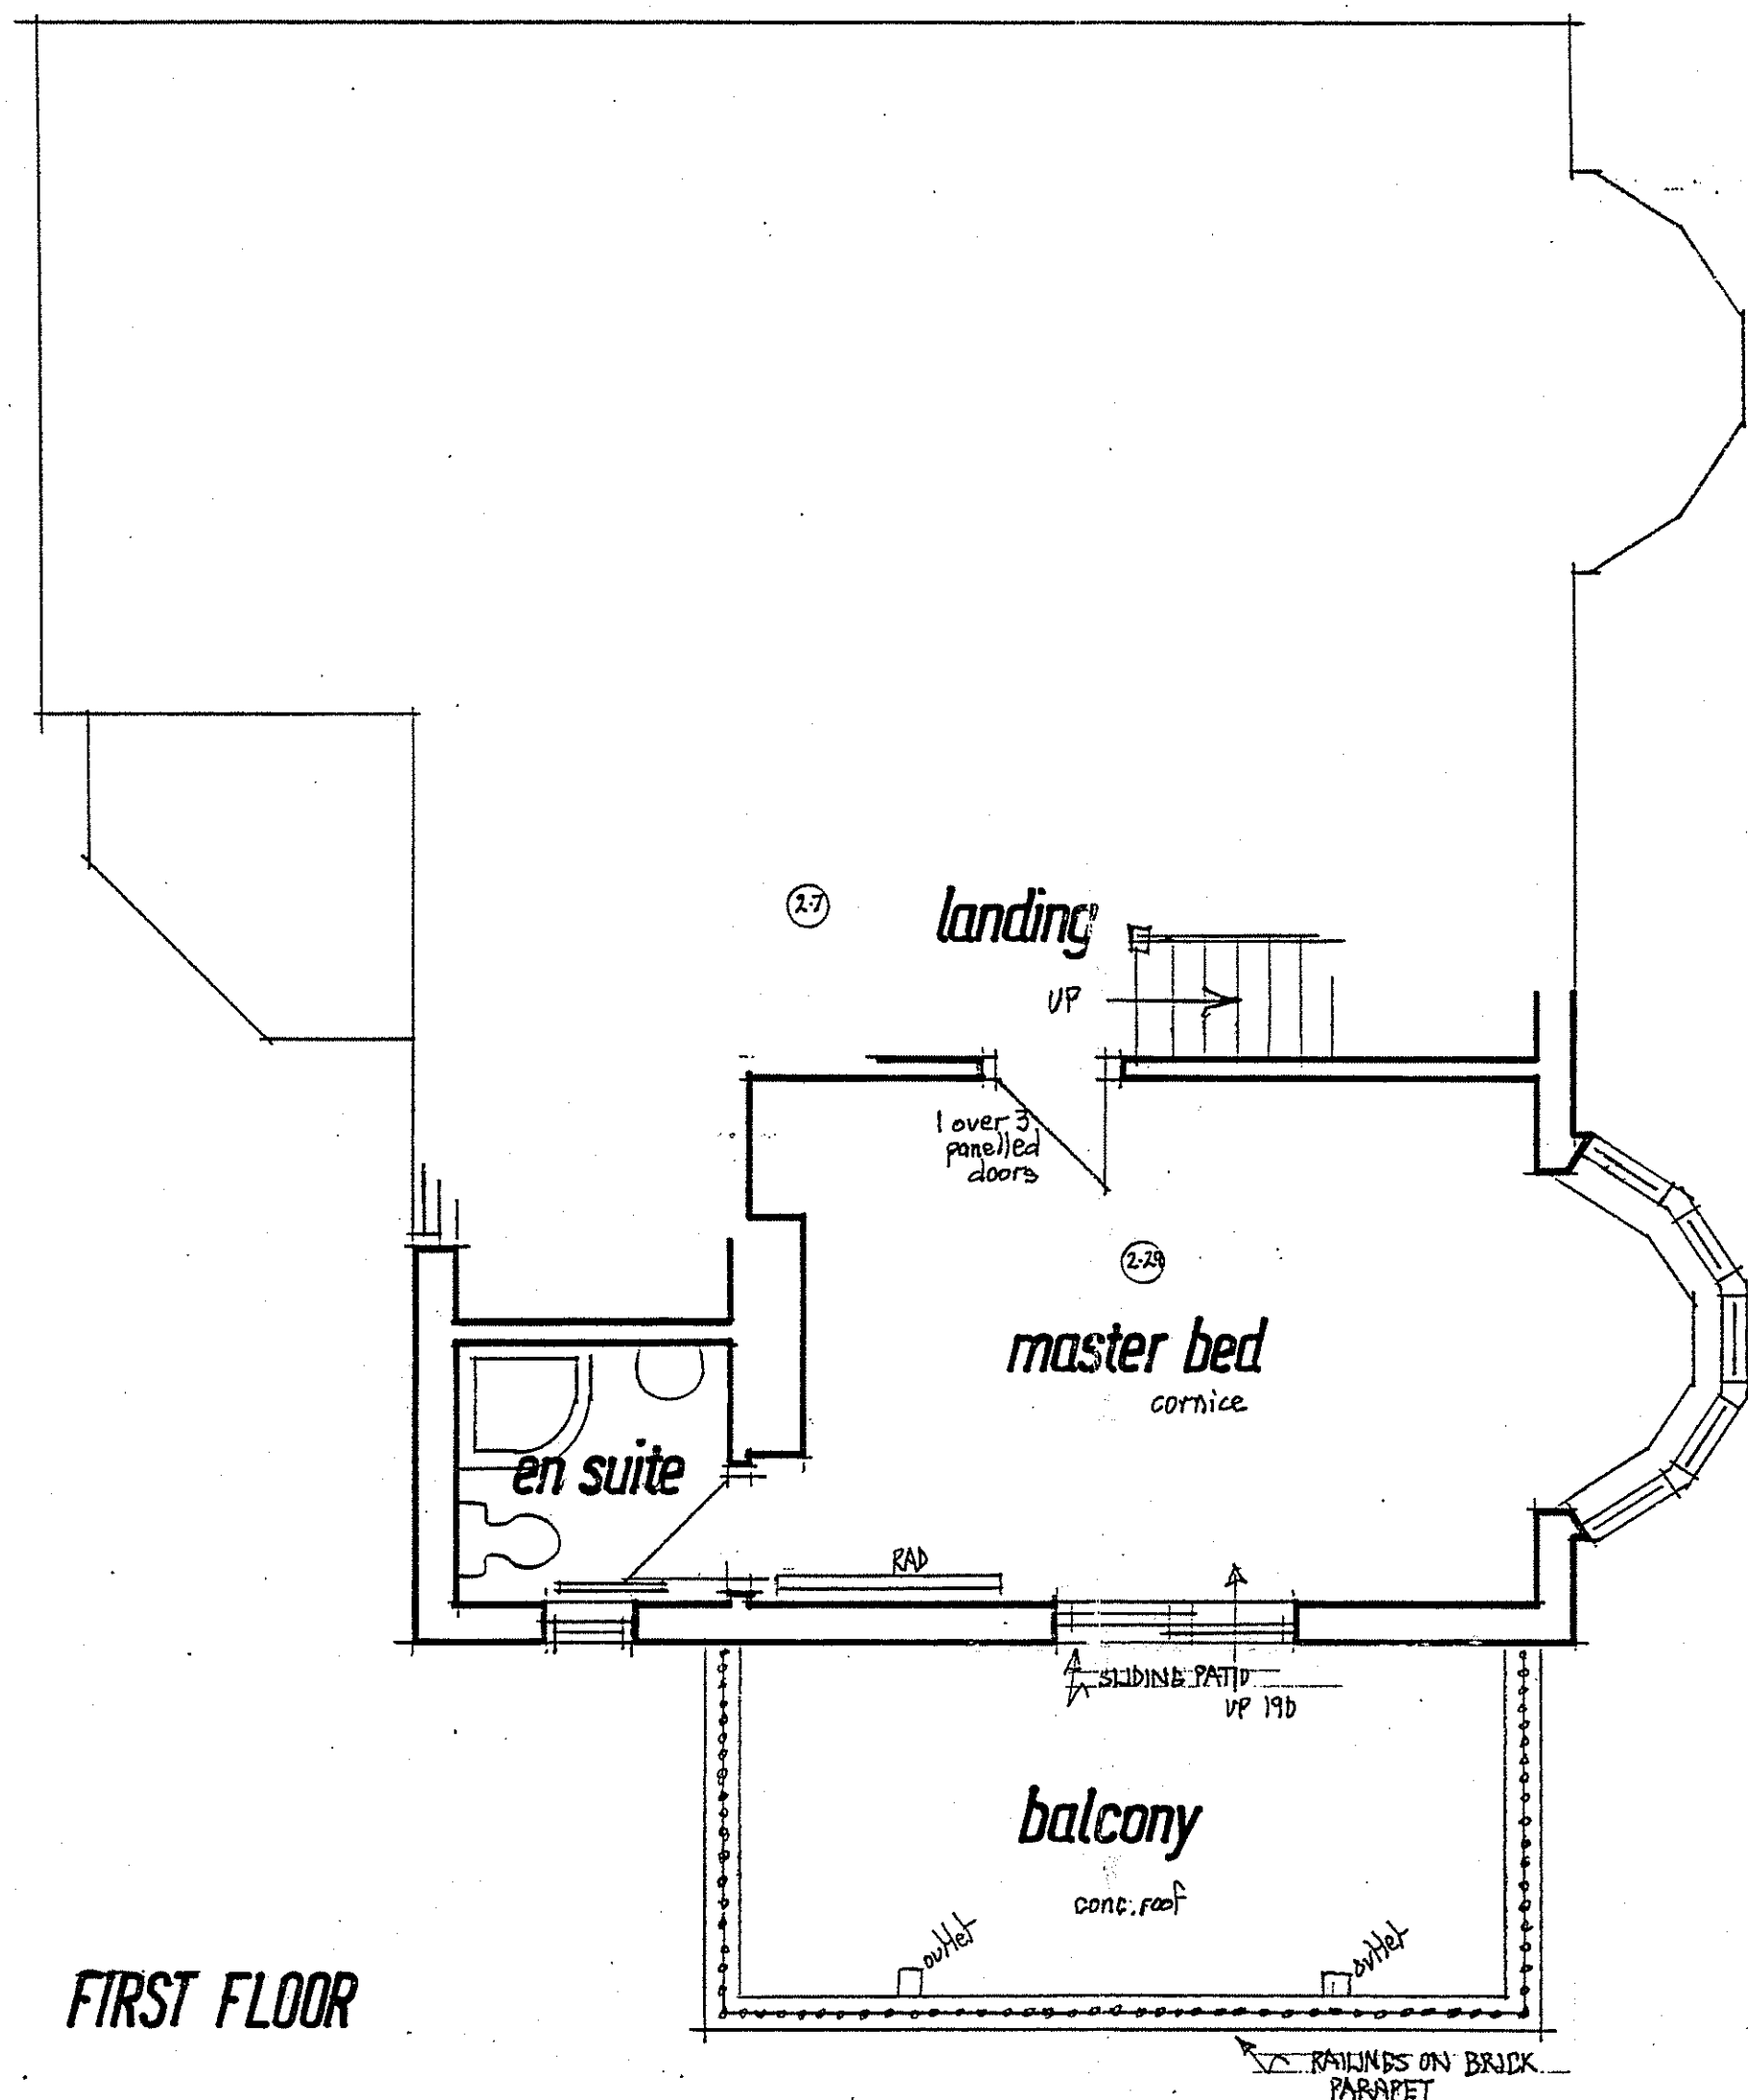 2.7
landing
UP
1 over 3
panelled
doors
2.29
master bed
cornice
en suite
RAD
SLIDING PATIO
UP 190
balcony
conc. roof
outlet
outlet
FIRST FLOOR
RAILINGS ON BRICK
PARAPET